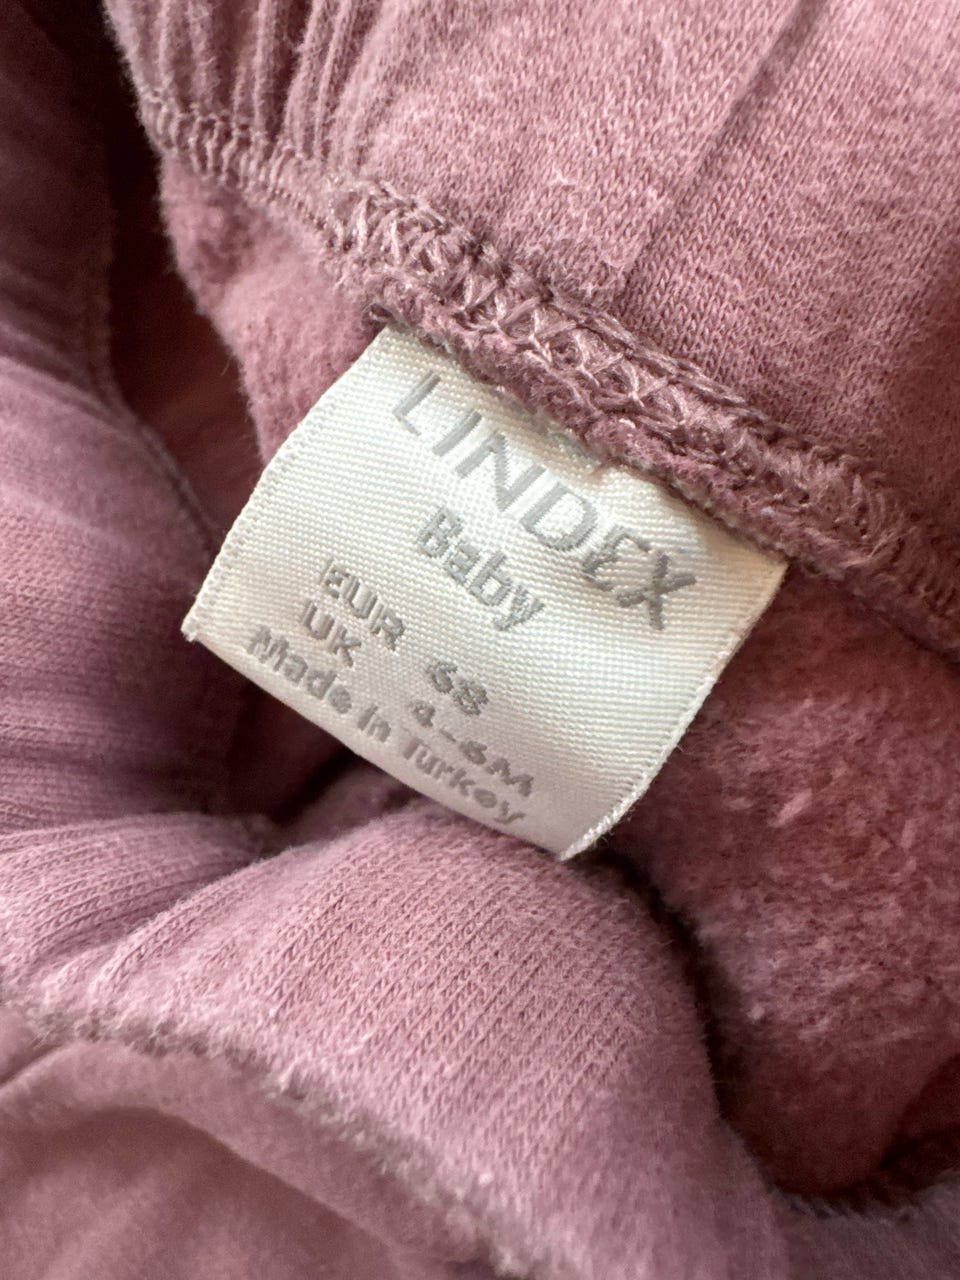 LINDEX
Baby
EUR 68
UK 4-6M
Made in Turkey